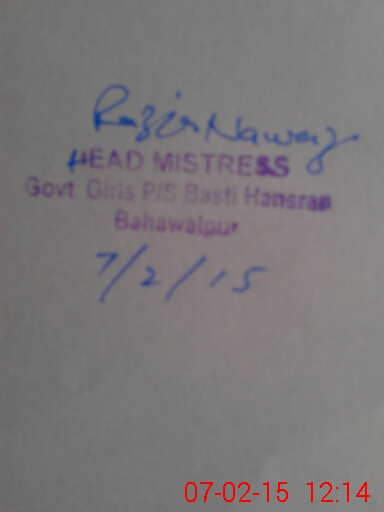 Razia Nawaz
HEAD MISTRESS
Govt Girls P/S Basti Hansran
Bahawalpur
7/2/15
07-02-15 12:14